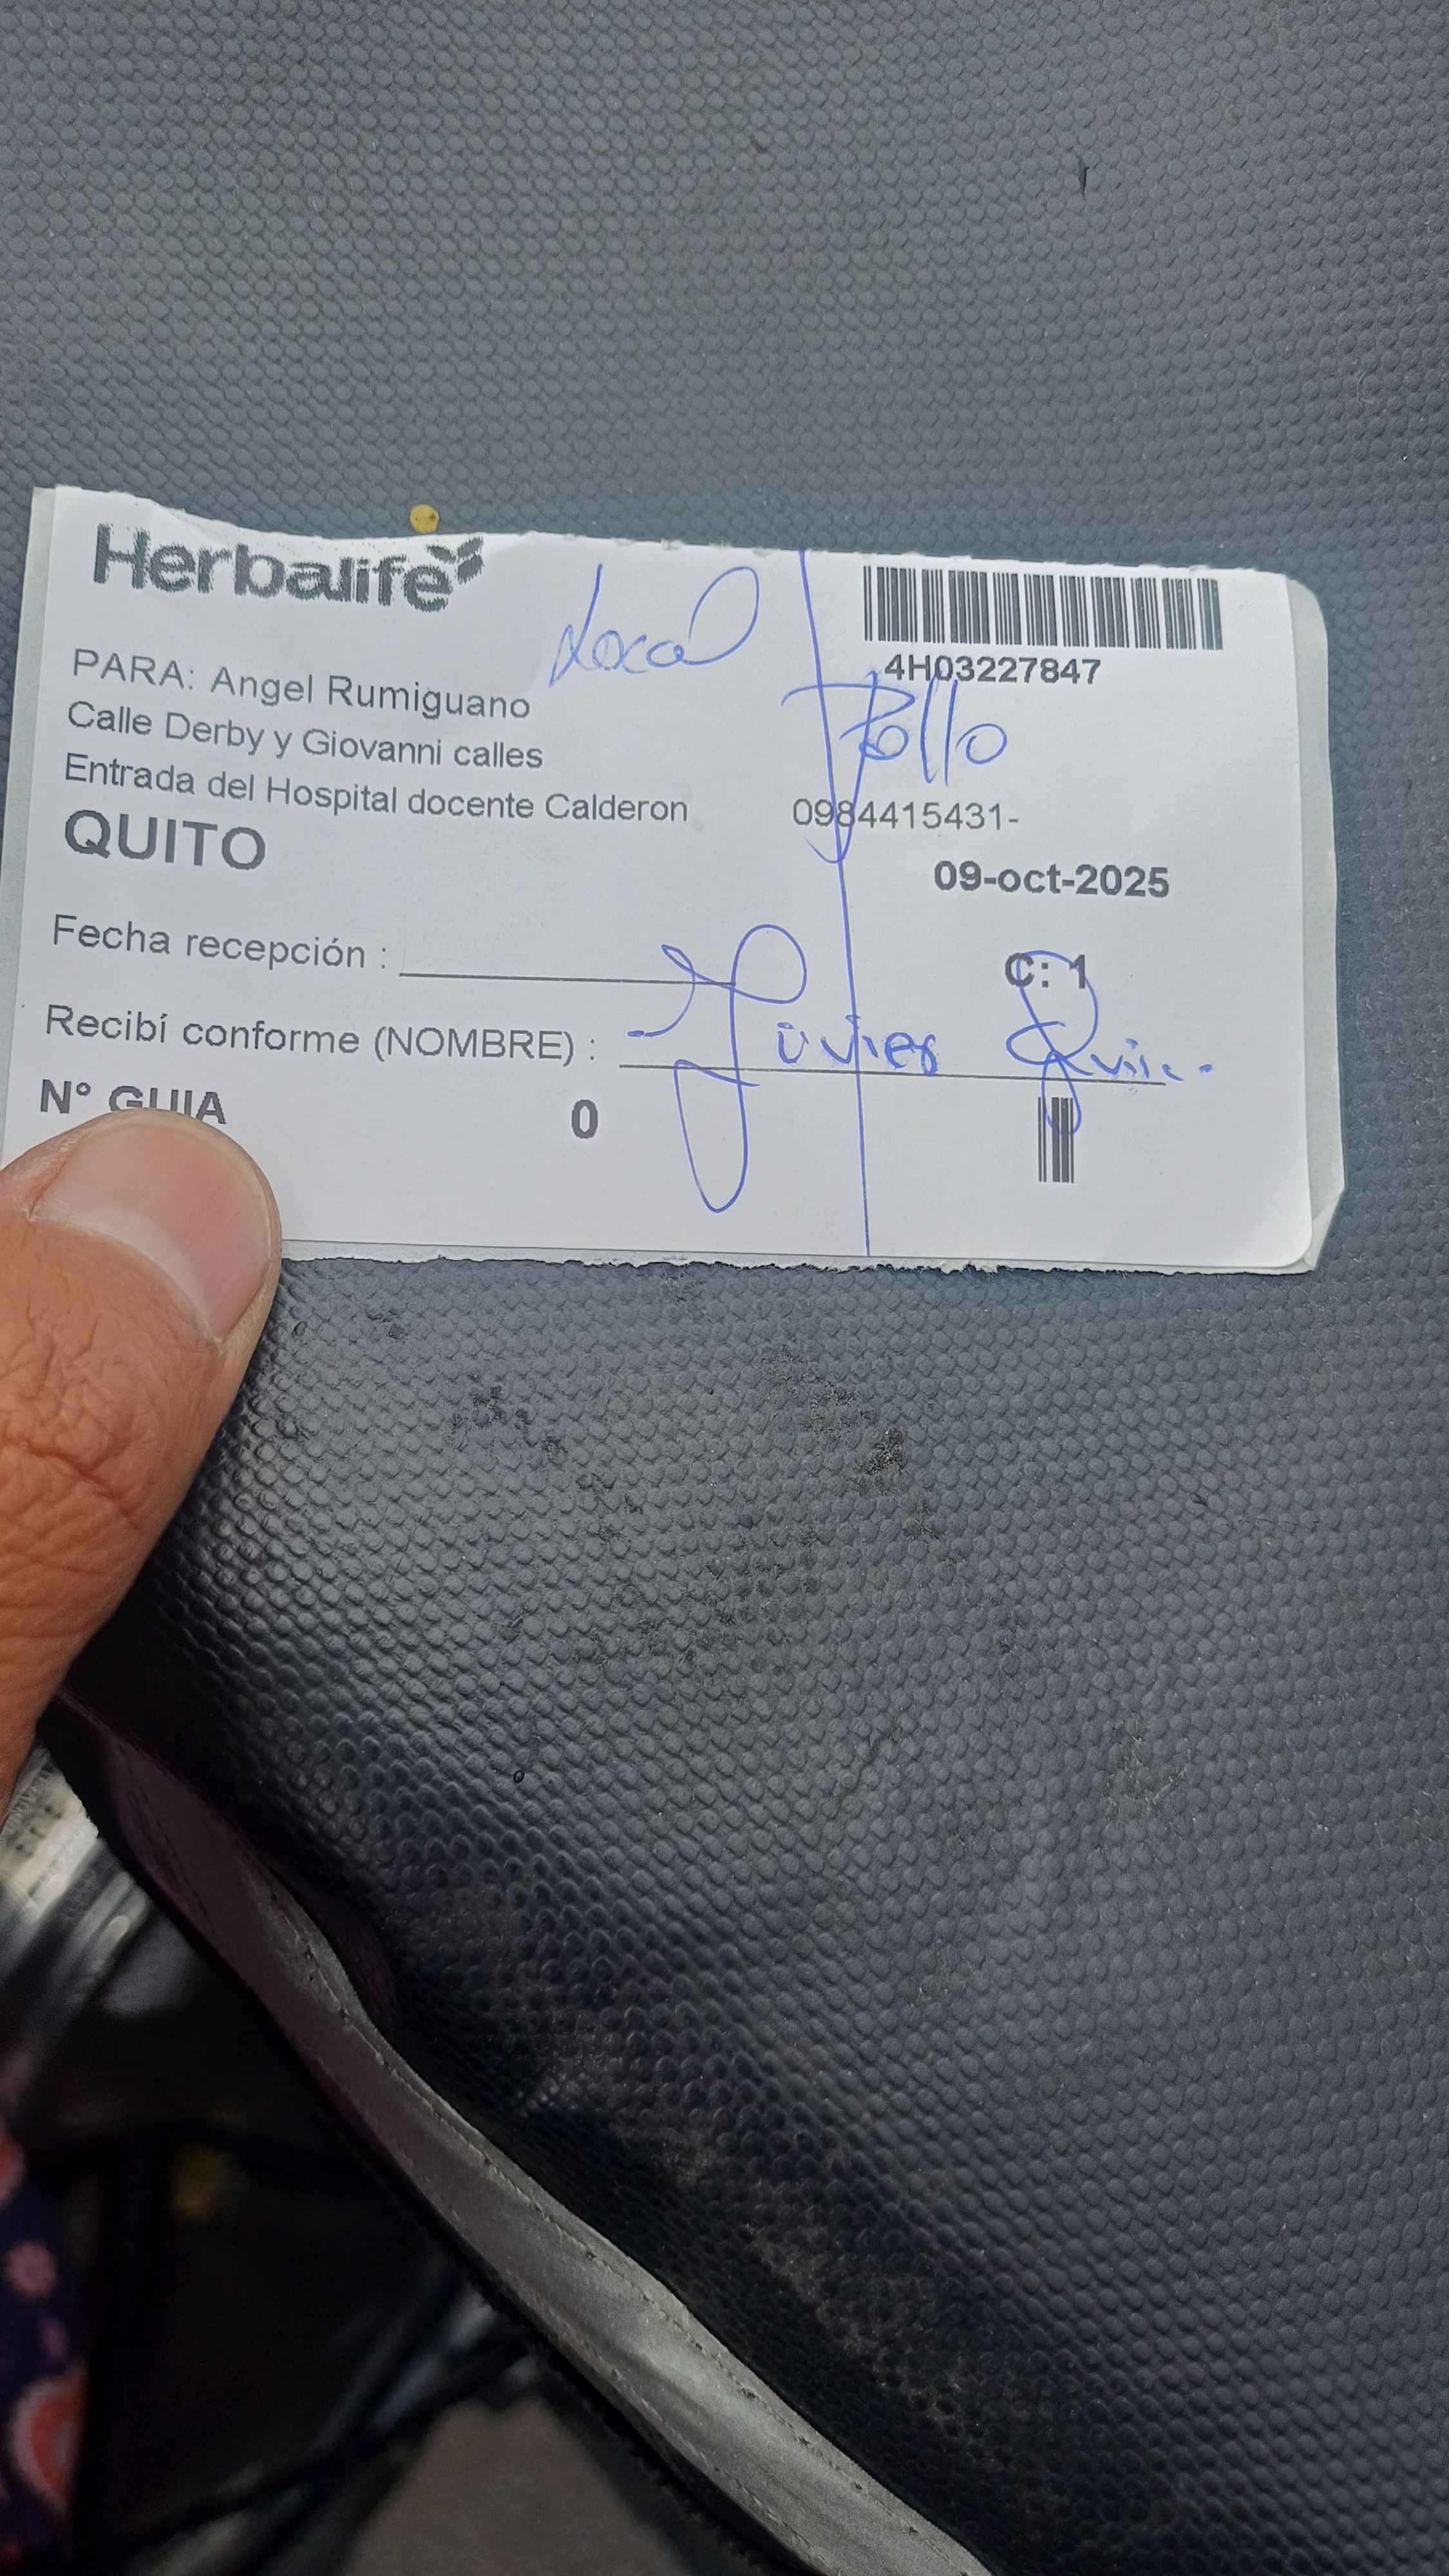 Herbalife
Local
4H03227847
PARA: Angel Rumiguano
Pollo
Calle Derby y Giovanni calles
Entrada del Hospital docente Calderon
0984415431-
QUITO
09-oct-2025
Fecha recepción :
C: 1
Recibí conforme (NOMBRE) :
N° GUIA 0